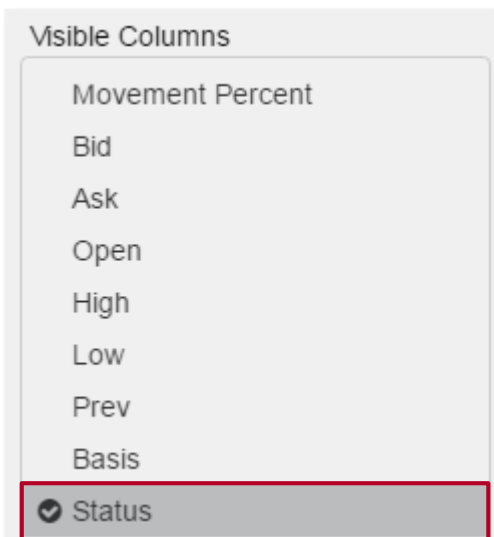 Visible Columns
Movement Percent
Bid
Ask
Open
High
Low
Prev
Basis
Status